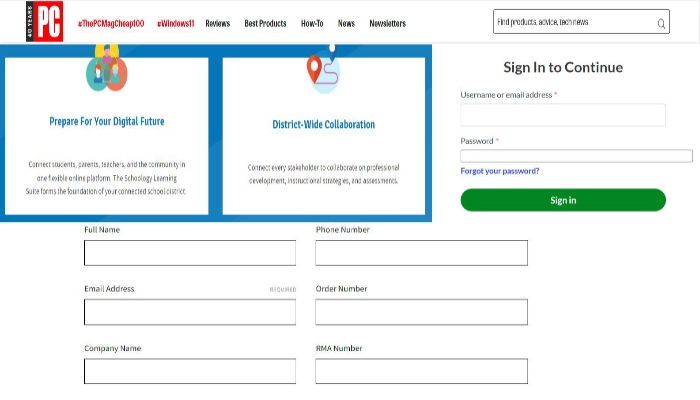 40 YEARS
PC
#ThePCMagCheap100 #Windows11 Reviews Best Products How-To News Newsletters
Find products, advice, tech news
Prepare For Your Digital Future
Connect students, parents, teachers, and the community in
one flexible online platform. The Schoology Learning
Suite forms the foundation of your connected school district.
District-Wide Collaboration
Connect every stakeholder to collaborate on professional
development, instructional strategies, and assessments.
Sign In to Continue
Username or email address *
Password *
Forgot your password?
Sign in
Full Name
Phone Number
Email Address REQUIRED
Order Number
Company Name
RMA Number